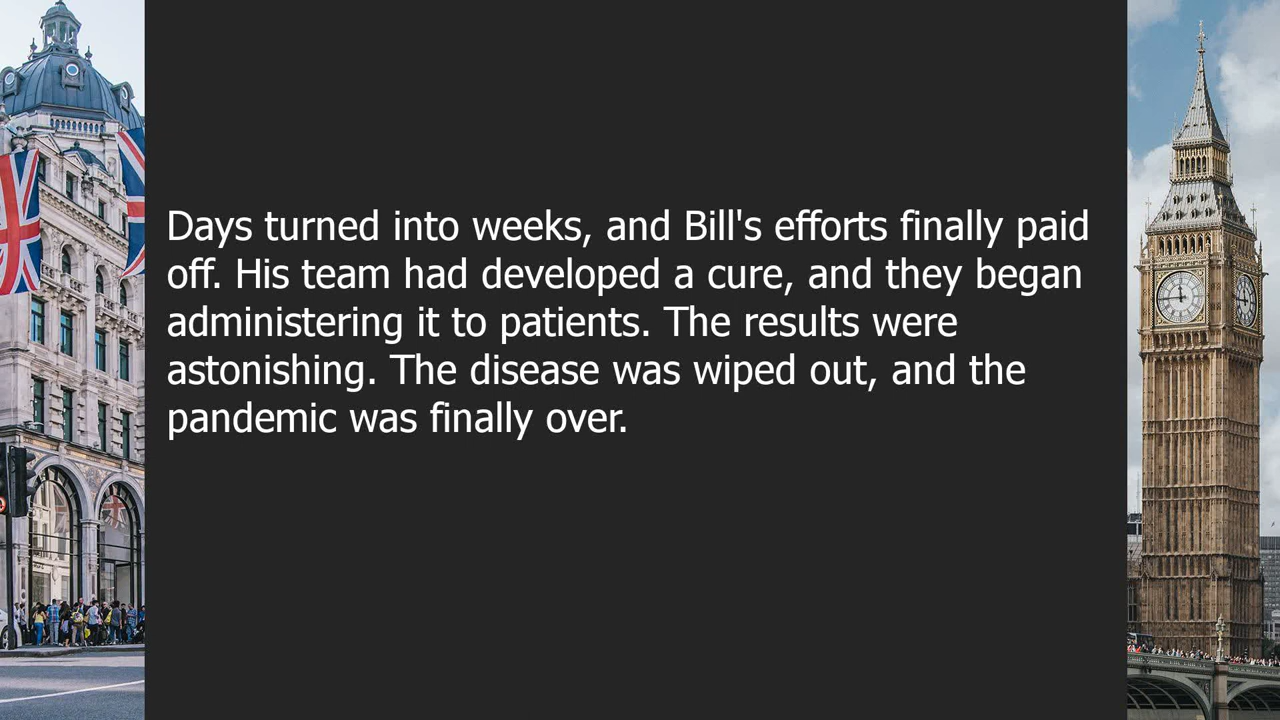 Days turned into weeks, and Bill's efforts finally paid
off. His team had developed a cure, and they began
administering it to patients. The results were
astonishing. The disease was wiped out, and the
pandemic was finally over.